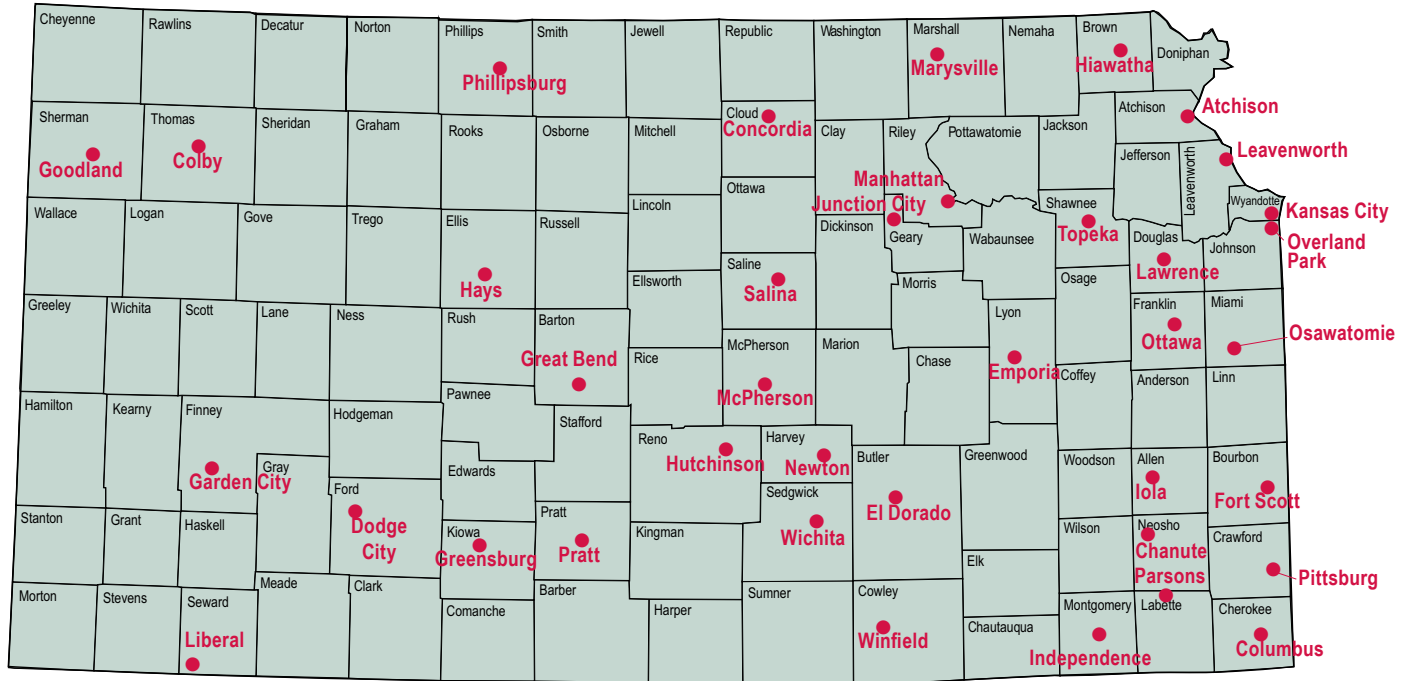 Cheyenne
Rawlins
Decatur
Norton
Phillips
Smith
Jewell
Republic
Washington
Marshall
Nemaha
Brown
Doniphan
Phillipsburg
Marysville
Hiawatha
Sherman
Thomas
Sheridan
Graham
Rooks
Osborne
Mitchell
Cloud
Concordia
Clay
Riley
Pottawatomie
Jackson
Atchison
Atchison
Goodland
Colby
Jefferson
Leavenworth
Leavenworth
Manhattan
Junction City
Ottawa
Lincoln
Wallace
Logan
Gove
Trego
Ellis
Russell
Dickinson
Geary
Wabaunsee
Shawnee
Topeka
Wyandotte
Kansas City
Overland
Park
Douglas
Lawrence
Johnson
Hays
Ellsworth
Saline
Salina
Morris
Osage
Greeley
Wichita
Scott
Lane
Ness
Rush
Barton
Great Bend
Rice
McPherson
McPherson
Marion
Chase
Lyon
Emporia
Coffey
Franklin
Ottawa
Miami
Osawatomie
Anderson
Linn
Hamilton
Kearny
Finney
Hodgeman
Pawnee
Stafford
Reno
Hutchinson
Harvey
Newton
Butler
El Dorado
Greenwood
Woodson
Allen
Iola
Bourbon
Fort Scott
Garden City
Gray
Ford
Dodge
City
Edwards
Kiowa
Greensburg
Pratt
Pratt
Kingman
Sedgwick
Wichita
Elk
Wilson
Neosho
Chanute
Parsons
Crawford
Pittsburg
Stanton
Grant
Haskell
Morton
Stevens
Seward
Liberal
Meade
Clark
Comanche
Barber
Harper
Sumner
Cowley
Winfield
Chautauqua
Montgomery
Independence
Labette
Cherokee
Columbus